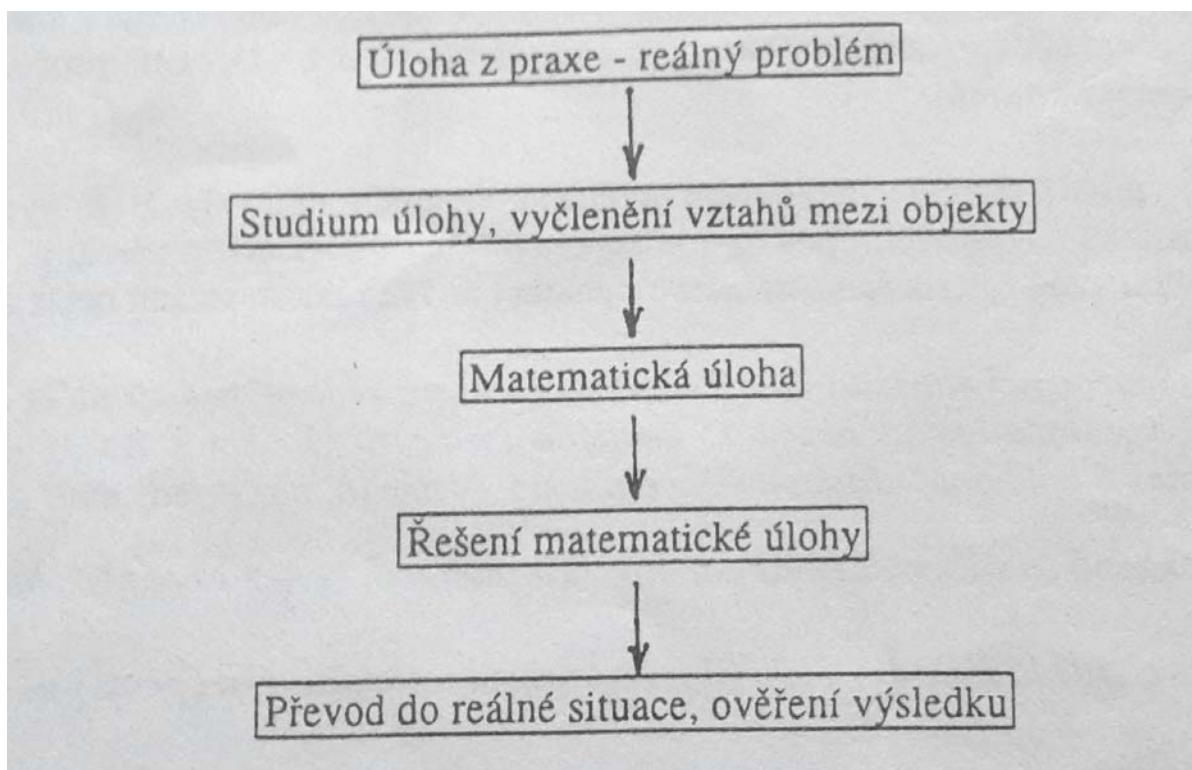 Úloha z praxe - reálný problém
Studium úlohy, vyčlenění vztahů mezi objekty
Matematická úloha
Řešení matematické úlohy
Převod do reálné situace, ověření výsledku